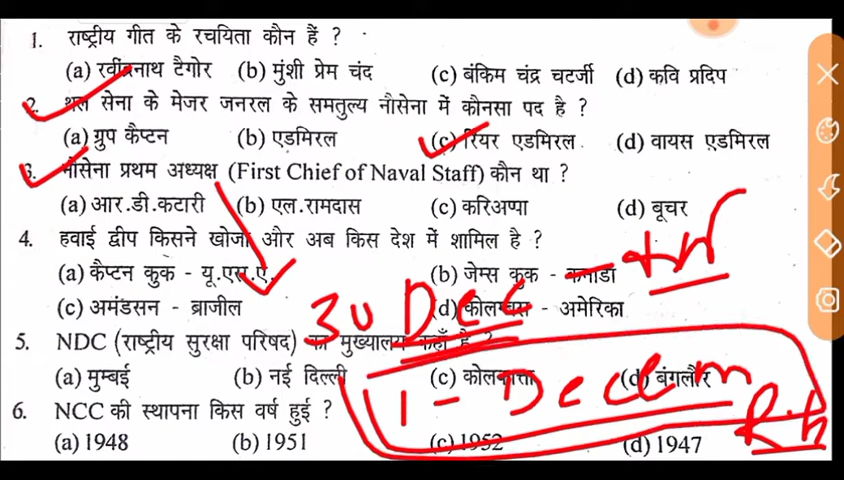 1. राष्ट्रीय गीत के रचयिता कौन हैं ?
(a) रवींद्रनाथ टैगोर (b) मुंशी प्रेम चंद (c) बंकिम चंद्र चटर्जी (d) कवि प्रदिप
2. थल सेना के मेजर जनरल के समतुल्य नौसेना में कौनसा पद है ?
(a) ग्रुप कैप्टन (b) एडमिरल (c) रियर एडमिरल (d) वायस एडमिरल
3. नौसेना प्रथम अध्यक्ष (First Chief of Naval Staff) कौन था ?
(a) आर.डी.कटारी (b) एल.रामदास (c) करिअप्पा (d) बूचर
4. हवाई द्वीप किसने खोजा और अब किस देश में शामिल है ?
(a) कैप्टन कुक - यू.एस.ए. (b) जेम्स कुक - कनाडा
(c) अमंडसन - ब्राजील (d) कोलम्बस - अमेरिका
30 Dec
5. NDC (राष्ट्रीय सुरक्षा परिषद) का मुख्यालय कहाँ है ?
(a) मुम्बई (b) नई दिल्ली (c) कोलकात्ता (d) बंगलौर
1 - Decem
6. NCC की स्थापना किस वर्ष हुई ?
(a) 1948 (b) 1951 (c) 1952 (d) 1947